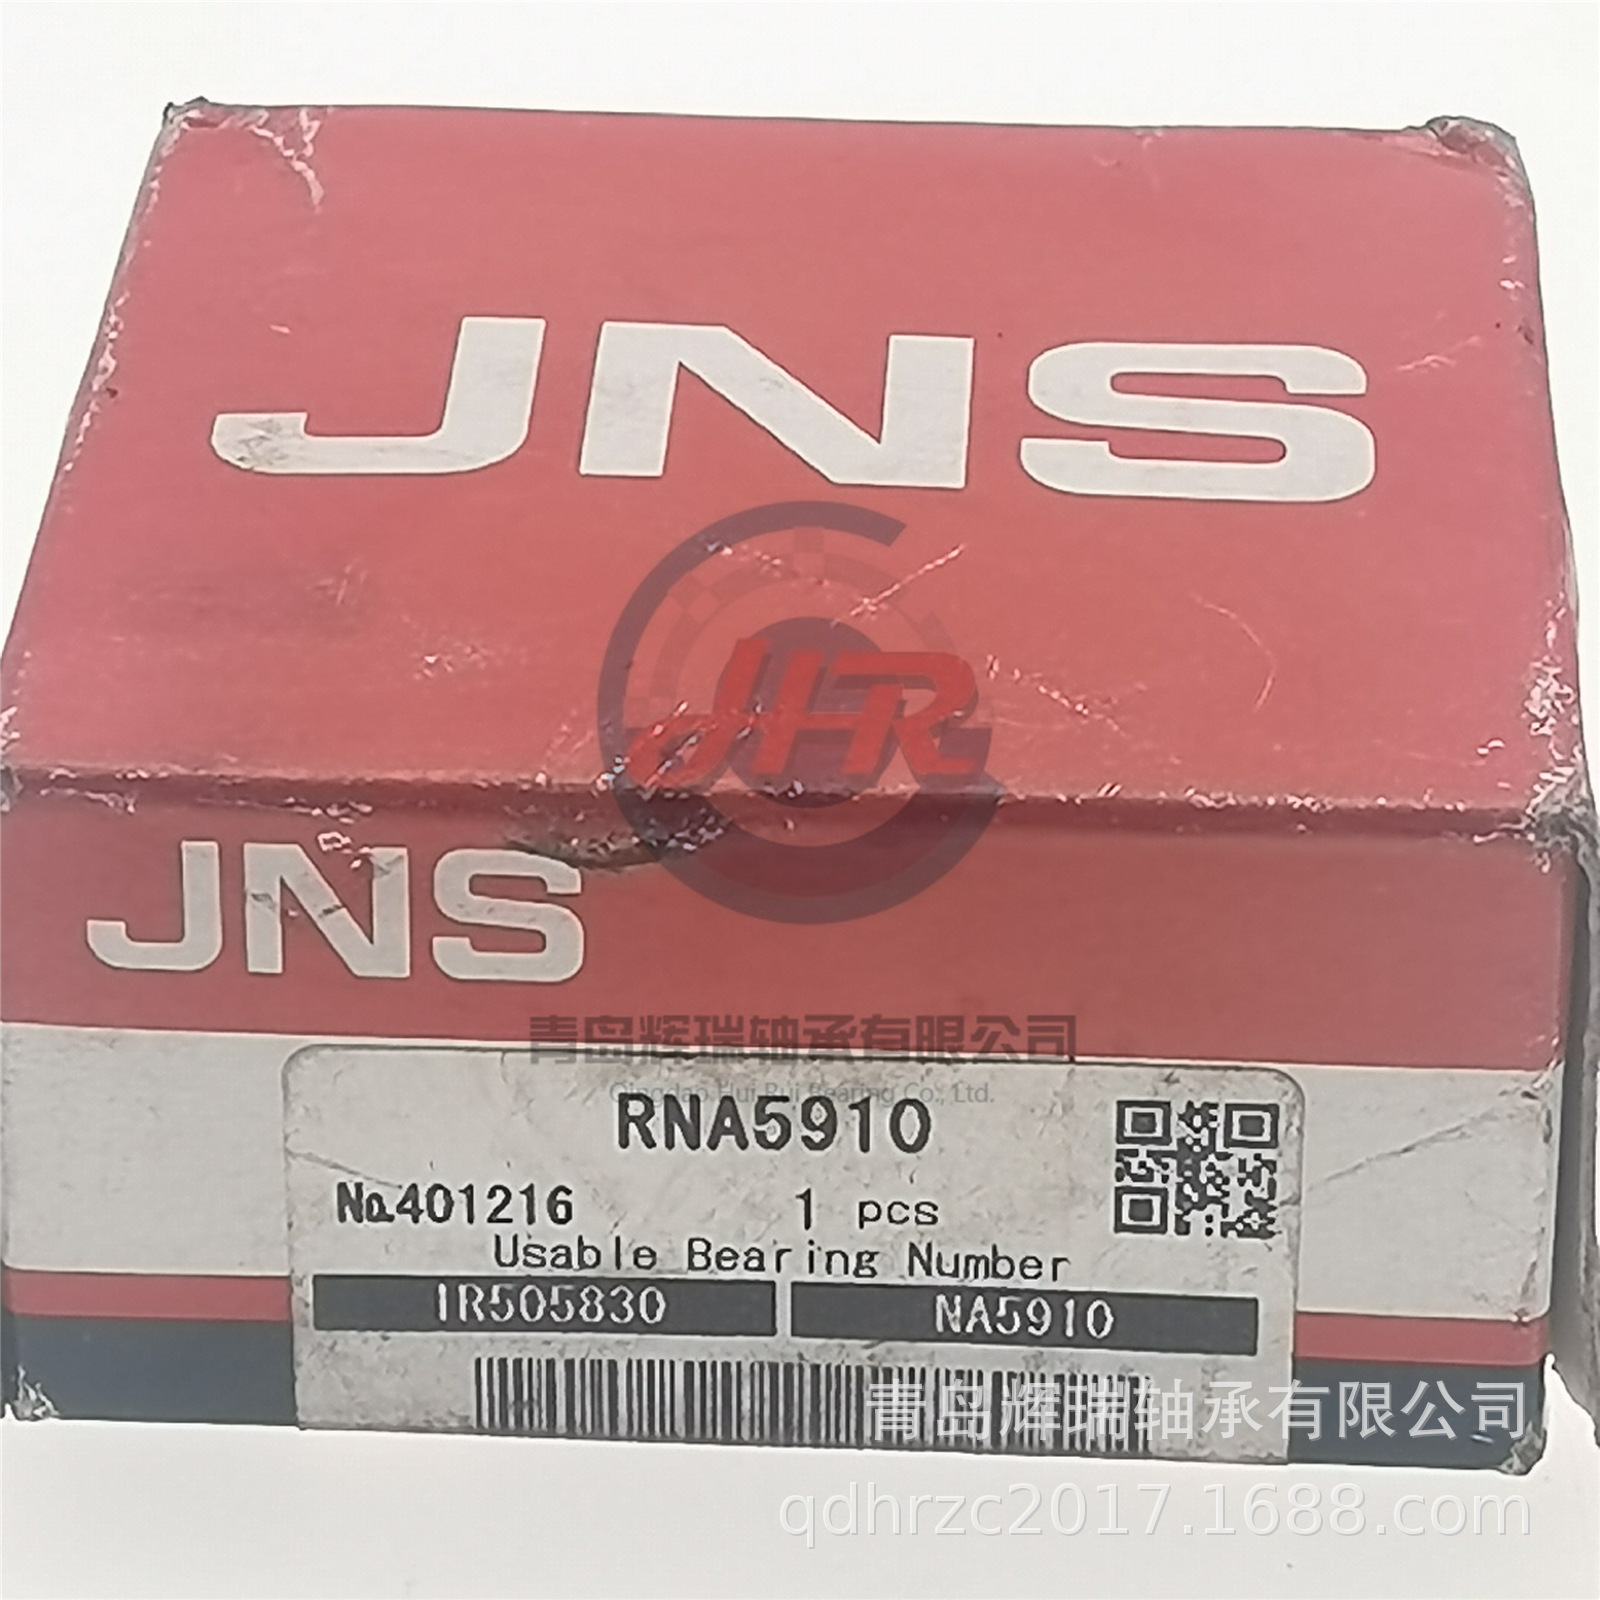 JNS
JHR
JNS
青岛辉瑞轴承有限公司
Qingdao Hui Rui Bearing Co., Ltd.
RNA5910
No.401216 1 pcs
Usable Bearing Number
IR505830 NA5910
青岛辉瑞轴承有限公司
qdhrzc2017.1688.com